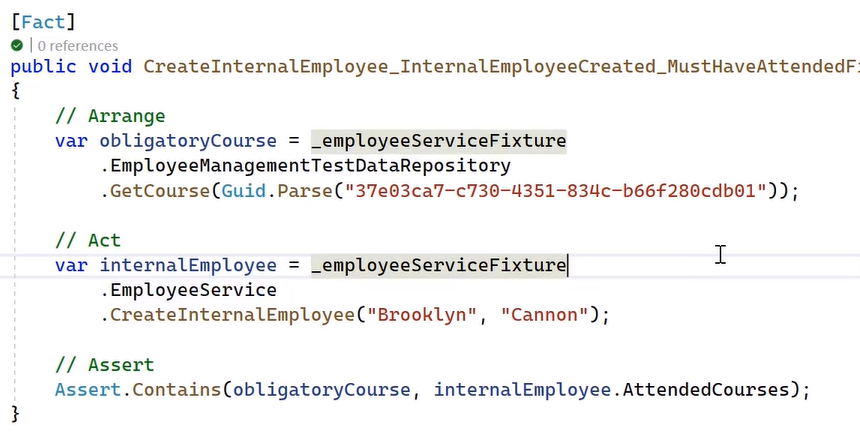 [Fact]
| 0 references
public void CreateInternalEmployee_InternalEmployeeCreated_MustHaveAttendedFi
{
// Arrange
var obligatoryCourse = _employeeServiceFixture
.EmployeeManagementTestDataRepository
.GetCourse(Guid.Parse("37e03ca7-c730-4351-834c-b66f280cdb01"));
// Act
var internalEmployee = _employeeServiceFixture
.EmployeeService
.CreateInternalEmployee("Brooklyn", "Cannon");
// Assert
Assert.Contains(obligatoryCourse, internalEmployee.AttendedCourses);
}